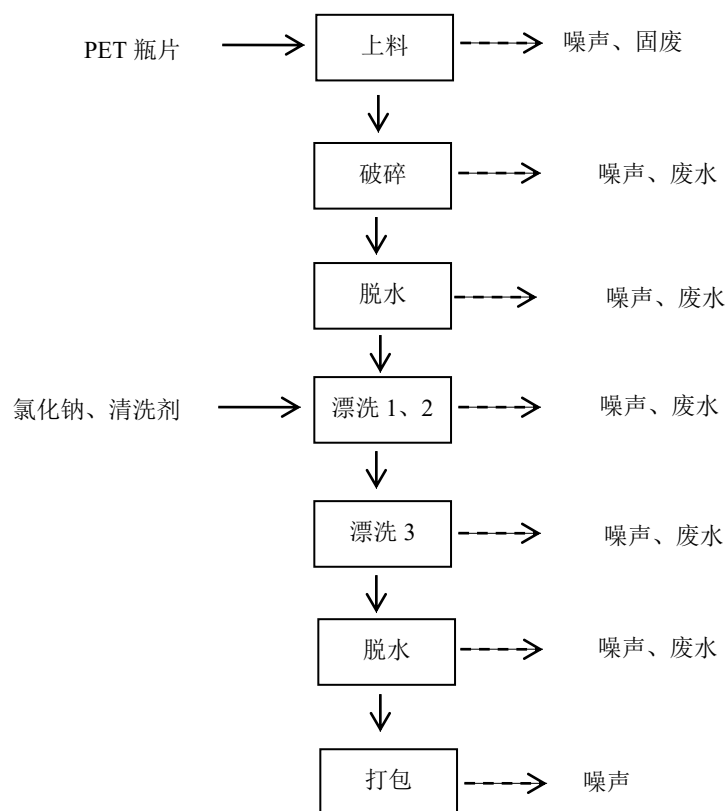 PET 瓶片
上料
噪声、固废
破碎
噪声、废水
脱水
噪声、废水
氯化钠、清洗剂
漂洗 1、2
噪声、废水
漂洗 3
噪声、废水
脱水
噪声、废水
打包
噪声